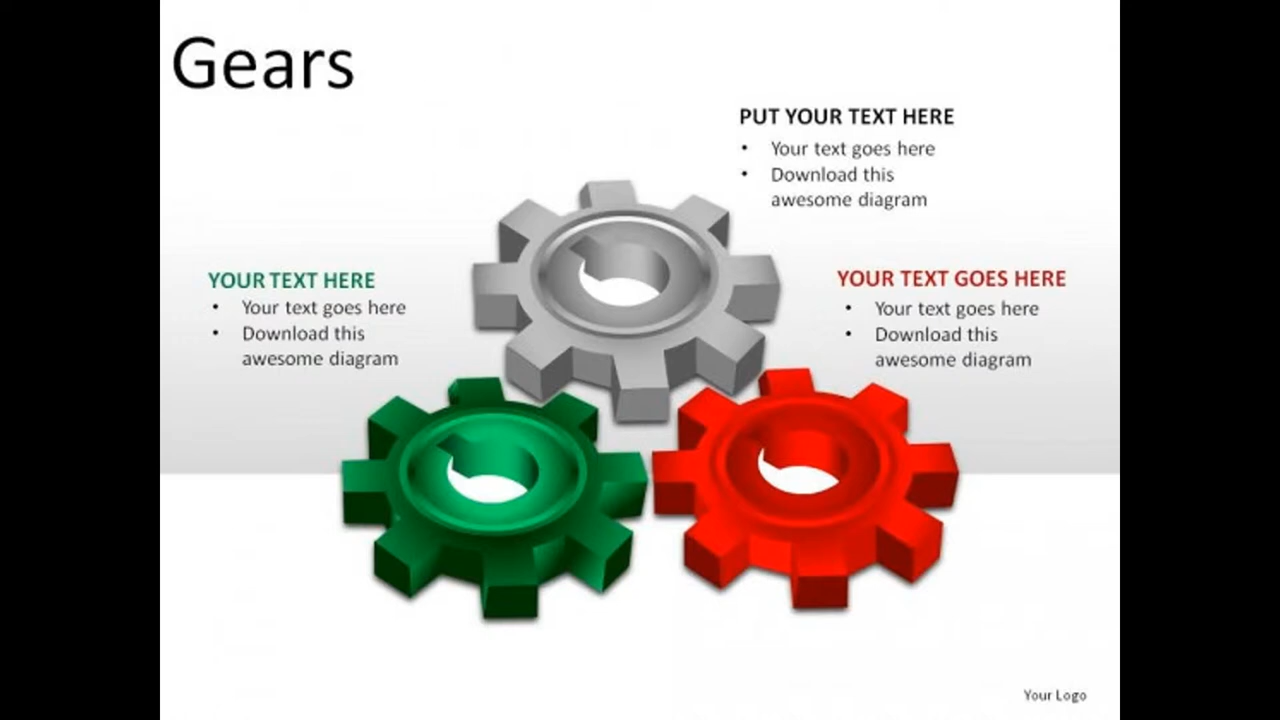 Gears
PUT YOUR TEXT HERE
• Your text goes here
• Download this
awesome diagram
YOUR TEXT HERE
• Your text goes here
• Download this
awesome diagram
YOUR TEXT GOES HERE
• Your text goes here
• Download this
awesome diagram
Your Logo